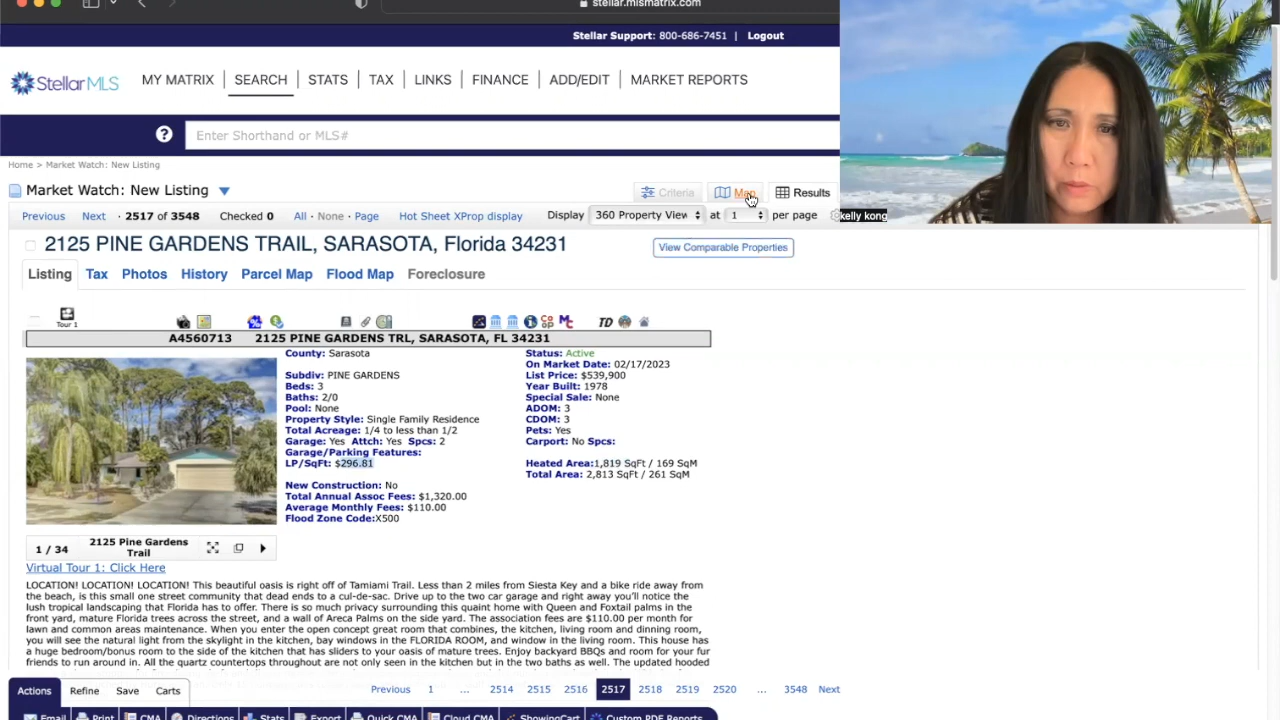 stellar.mlsmatrix.com
Stellar Support: 800-686-7451 | Logout
StellarMLS
MY MATRIX SEARCH STATS TAX LINKS FINANCE ADD/EDIT MARKET REPORTS
? Enter Shorthand or MLS#
Home > Market Watch: New Listing
Market Watch: New Listing Criteria Map Results
kelly kong
Previous Next · 2517 of 3548 Checked 0 All · None · Page Hot Sheet XProp display Display 360 Property View at 1 per page
2125 PINE GARDENS TRAIL, SARASOTA, Florida 34231 View Comparable Properties
Listing Tax Photos History Parcel Map Flood Map Foreclosure
Tour 1 TD
A4560713 2125 PINE GARDENS TRL, SARASOTA, FL 34231
County: Sarasota
Subdiv: PINE GARDENS
Beds: 3
Baths: 2/0
Pool: None
Property Style: Single Family Residence
Total Acreage: 1/4 to less than 1/2
Garage: Yes Attch: Yes Spcs: 2
Garage/Parking Features:
LP/SqFt: $296.81
New Construction: No
Total Annual Assoc Fees: $1,320.00
Average Monthly Fees: $110.00
Flood Zone Code:X500
Status: Active
On Market Date: 02/17/2023
List Price: $539,900
Year Built: 1978
Special Sale: None
ADOM: 3
CDOM: 3
Pets: Yes
Carport: No Spcs:
Heated Area:1,819 SqFt / 169 SqM
Total Area: 2,813 SqFt / 261 SqM
1 / 34 2125 Pine Gardens Trail
Virtual Tour 1: Click Here
LOCATION! LOCATION! LOCATION! This beautiful oasis is right off of Tamiami Trail. Less than 2 miles from Siesta Key and a bike ride away from
the beach, is this small one street community that dead ends to a cul-de-sac. Drive up to the two car garage and right away you'll notice the
lush tropical landscaping that Florida has to offer. There is so much privacy surrounding this quaint home with Queen and Foxtail palms in the
front yard, mature Florida trees across the street, and a wall of Areca Palms on the side yard. The association fees are $110.00 per month for
lawn and common areas maintenance. When you enter the open concept great room that combines, the kitchen, living room and dinning room,
you will see the natural light from the skylight in the kitchen, bay windows in the FLORIDA ROOM, and window in the living room. This house has
a huge bedroom/bonus room to the side of the kitchen that has sliders to your oasis of mature trees. Enjoy backyard BBQs and room for your fur
friends to run around in. All the quartz countertops throughout are not only seen in the kitchen but in the two baths as well. The updated hooded
Actions Refine Save Carts Previous 1 ... 2514 2515 2516 2517 2518 2519 2520 ... 3548 Next
Email Print CMA Directions Stats Export Quick CMA Cloud CMA ShowingCart Custom PDF Reports